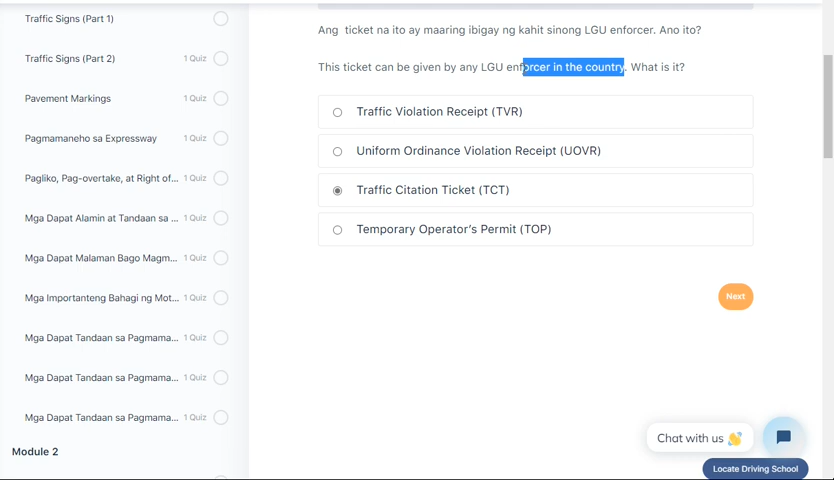 Traffic Signs (Part 1)
Traffic Signs (Part 2) 1 Quiz
Pavement Markings 1 Quiz
Pagmamaneho sa Expressway 1 Quiz
Pagliko, Pag-overtake, at Right of... 1 Quiz
Mga Dapat Alamin at Tandaan sa ... 1 Quiz
Mga Dapat Malaman Bago Magm... 1 Quiz
Mga Importanteng Bahagi ng Mot... 1 Quiz
Mga Dapat Tandaan sa Pagmama... 1 Quiz
Mga Dapat Tandaan sa Pagmama... 1 Quiz
Mga Dapat Tandaan sa Pagmama... 1 Quiz
Module 2
Ang ticket na ito ay maaring ibigay ng kahit sinong LGU enforcer. Ano ito?
This ticket can be given by any LGU enforcer in the country. What is it?
Traffic Violation Receipt (TVR)
Uniform Ordinance Violation Receipt (UOVR)
Traffic Citation Ticket (TCT)
Temporary Operator's Permit (TOP)
Next
Chat with us 👋
Locate Driving School